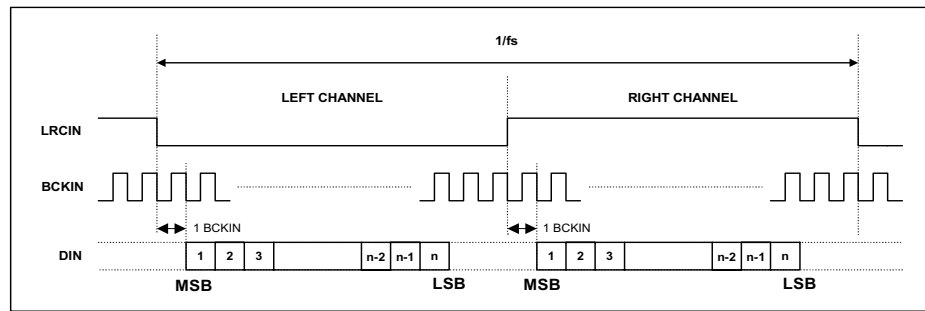 1/fs
LEFT CHANNEL RIGHT CHANNEL
LRCIN
BCKIN
1 BCKIN 1 BCKIN
DIN 1 2 3 n-2 n-1 n 1 2 3 n-2 n-1 n
MSB LSB MSB LSB